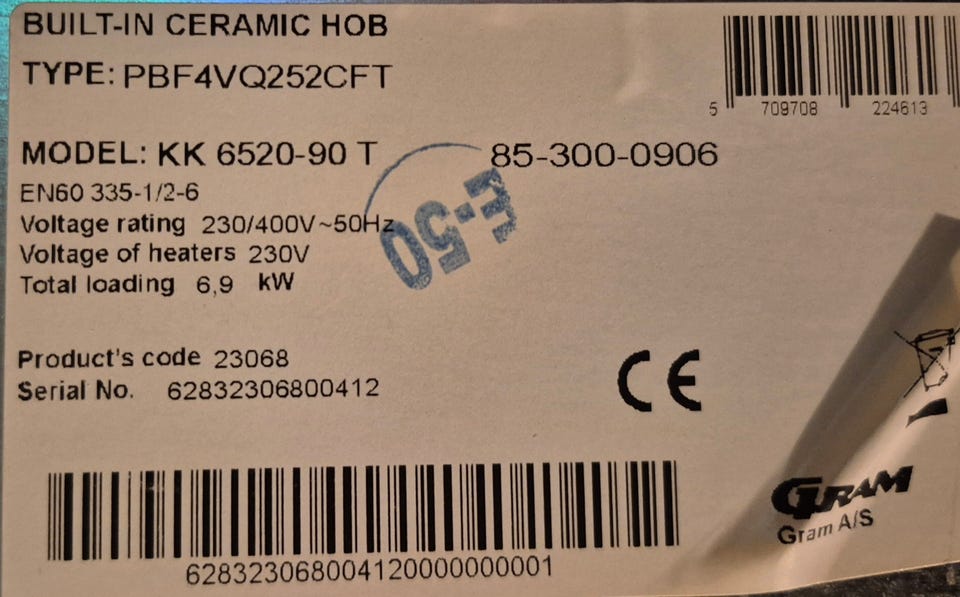 BUILT-IN CERAMIC HOB
TYPE: PBF4VQ252CFT
5 709708 224613
MODEL: KK 6520-90 T 85-300-0906
EN60 335-1/2-6
Voltage rating 230/400V~50Hz
Voltage of heaters 230V
Total loading 6,9 kW
E-50
Product's code 23068
Serial No. 62832306800412
CE
GRAM
Gram A/S
628323068004120000000001